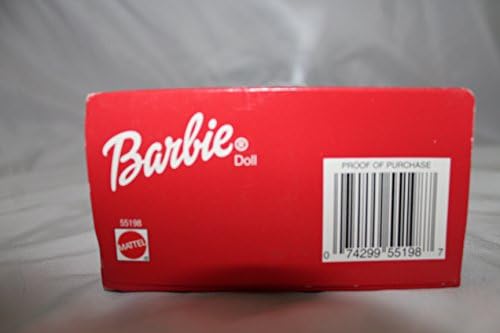 Barbie®
Doll
PROOF OF PURCHASE
55198
MATTEL
®
0 74299 55198 7